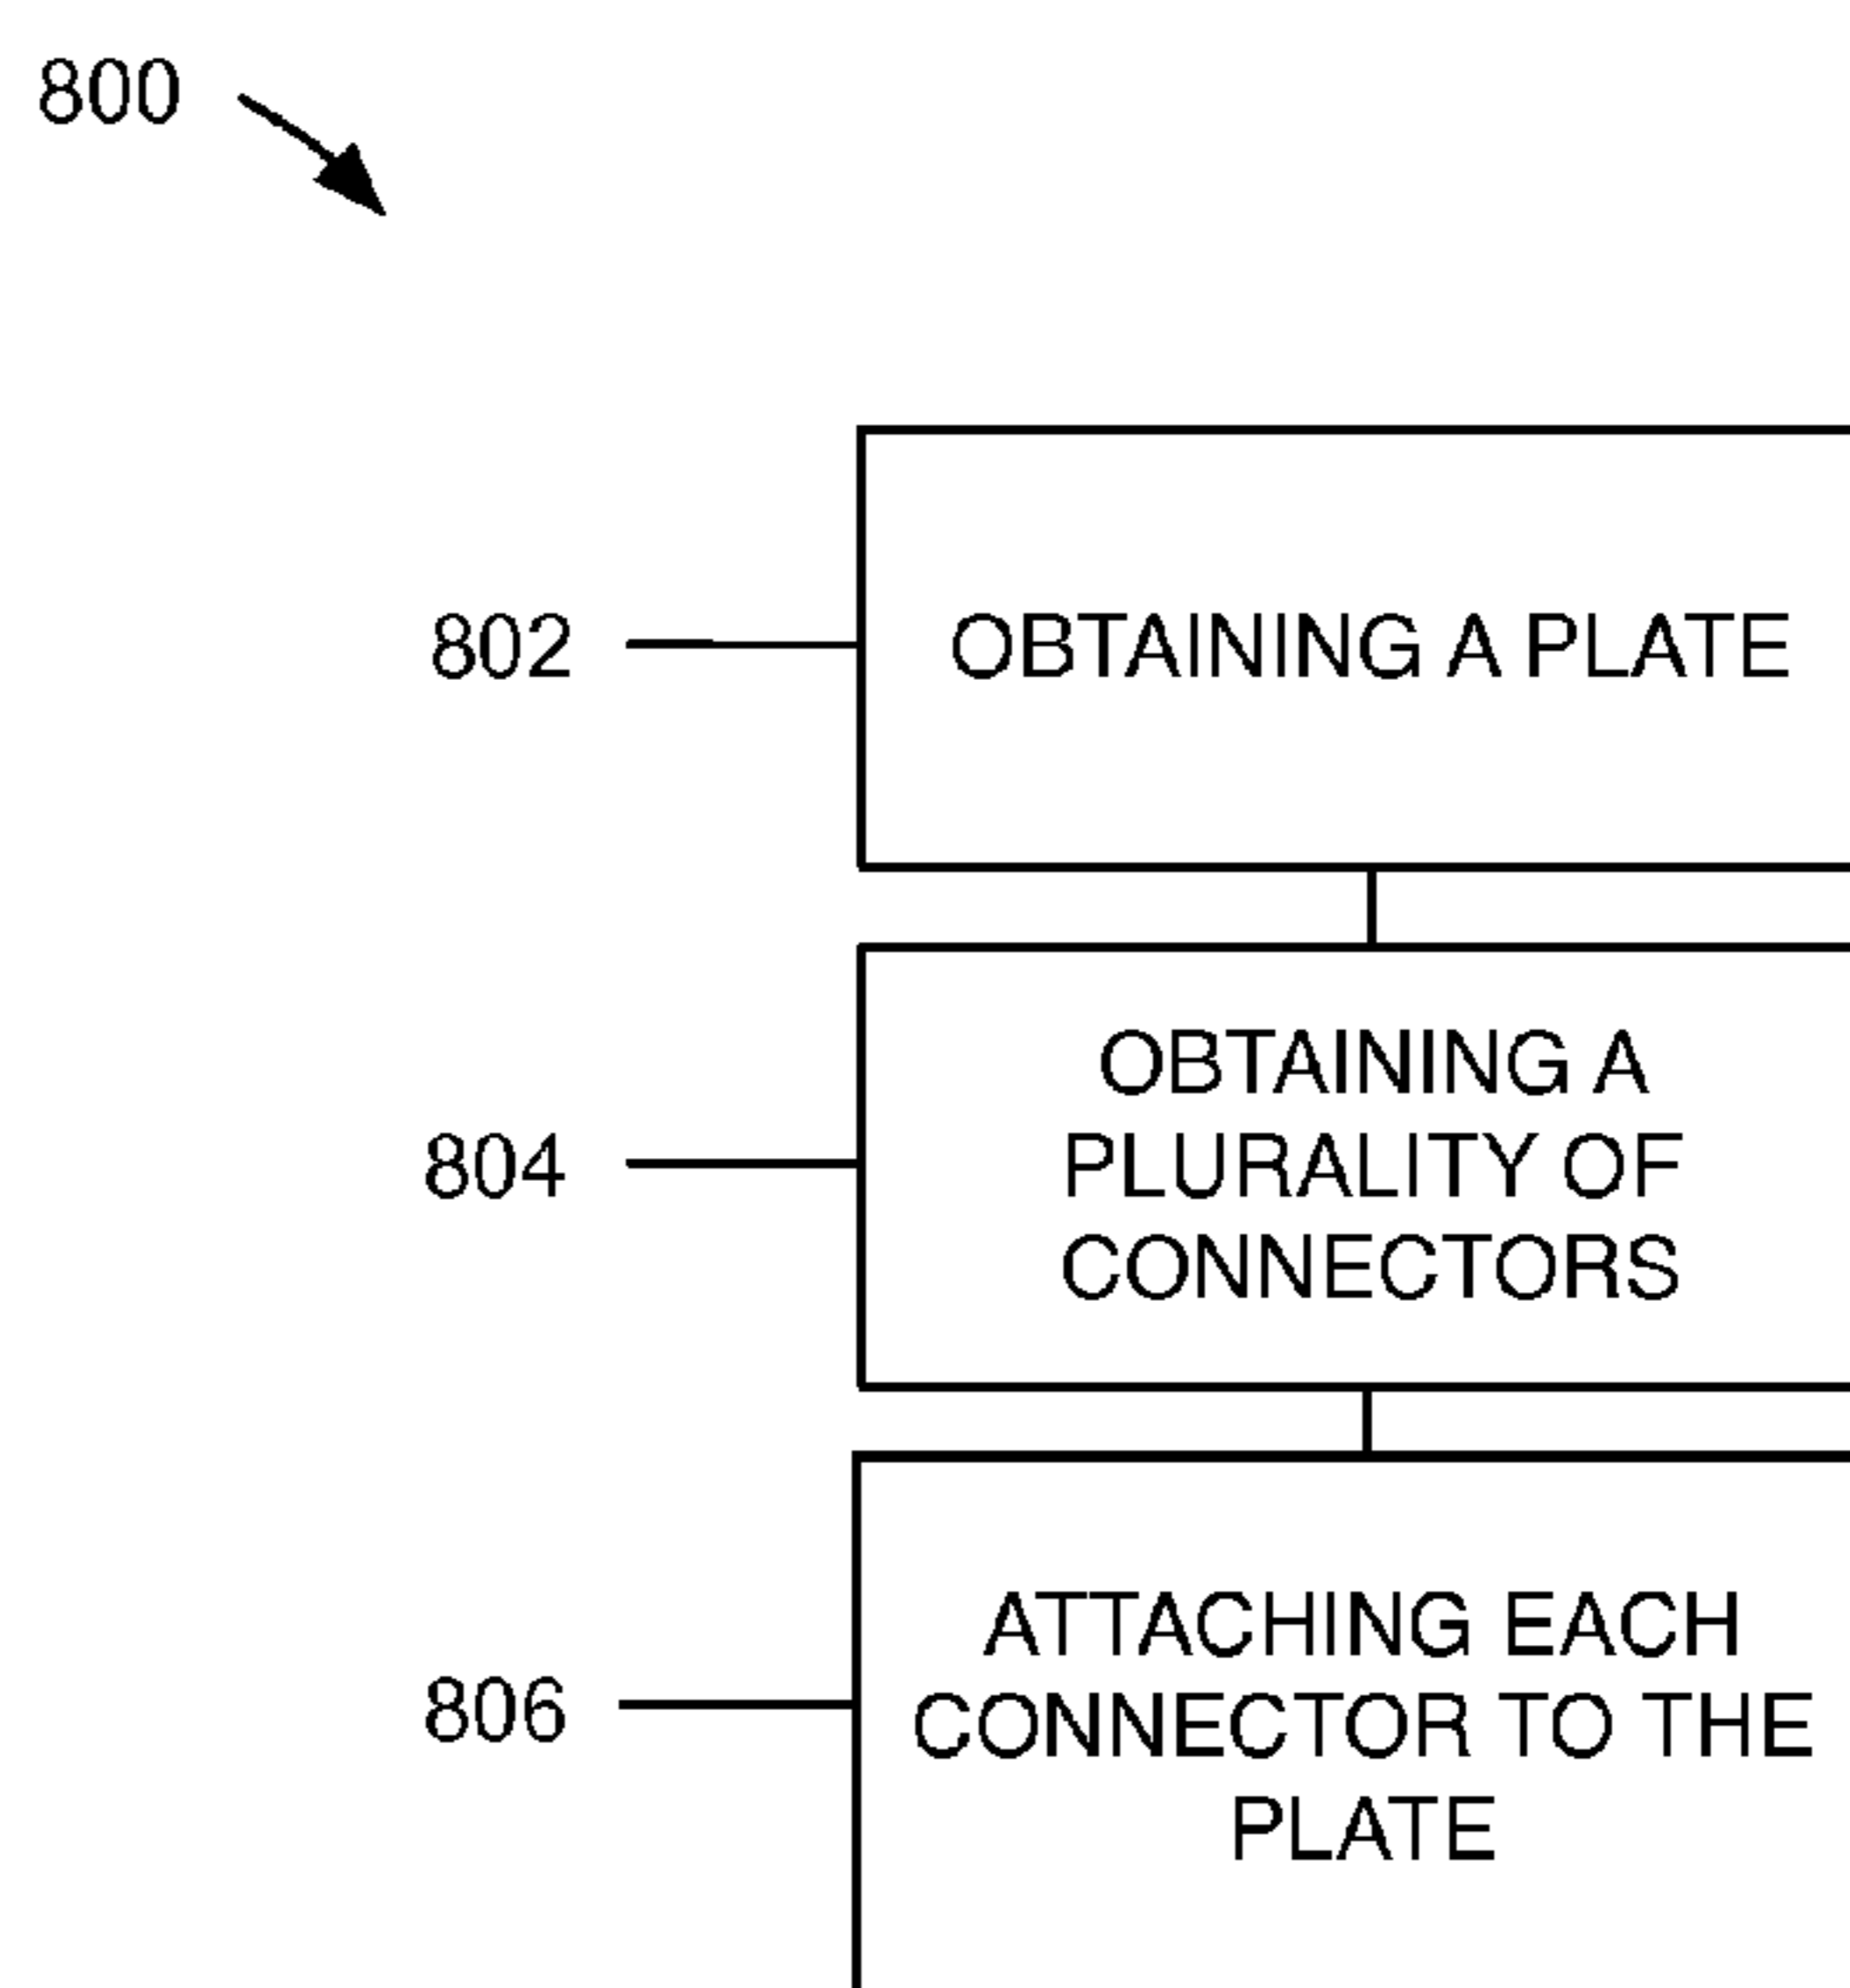 800
802
OBTAINING A PLATE
OBTAINING A
804
PLURALITY OF
CONNECTORS
ATTACHING EACH
806
CONNECTOR TO THE
PLATE